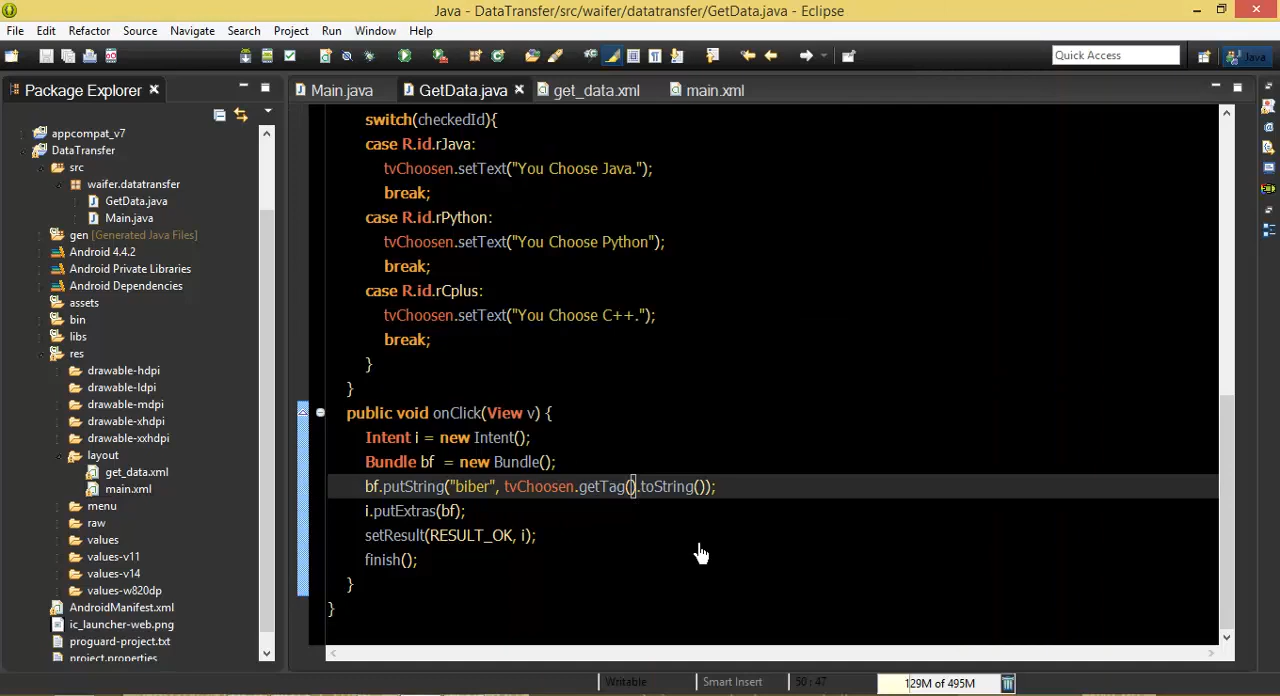 Java - DataTransfer/src/waifer/datatransfer/GetData.java - Eclipse
File Edit Refactor Source Navigate Search Project Run Window Help
Quick Access
Java
Package Explorer
Main.java
GetData.java
get_data.xml
main.xml
appcompat_v7
DataTransfer
src
waifer.datatransfer
GetData.java
Main.java
gen [Generated Java Files]
Android 4.4.2
Android Private Libraries
Android Dependencies
assets
bin
libs
res
drawable-hdpi
drawable-ldpi
drawable-mdpi
drawable-xhdpi
drawable-xxhdpi
layout
get_data.xml
main.xml
menu
raw
values
values-v11
values-v14
values-w820dp
AndroidManifest.xml
ic_launcher-web.png
proguard-project.txt
project.properties
switch(checkedId){
case R.id.rJava:
tvChoosen.setText("You Choose Java.");
break;
case R.id.rPython:
tvChoosen.setText("You Choose Python");
break;
case R.id.rCplus:
tvChoosen.setText("You Choose C++.");
break;
}
}
public void onClick(View v) {
Intent i = new Intent();
Bundle bf  = new Bundle();
bf.putString("biber", tvChoosen.getTag().toString());
i.putExtras(bf);
setResult(RESULT_OK, i);
finish();
}
}
Writable
Smart Insert
50 : 47
129M of 495M